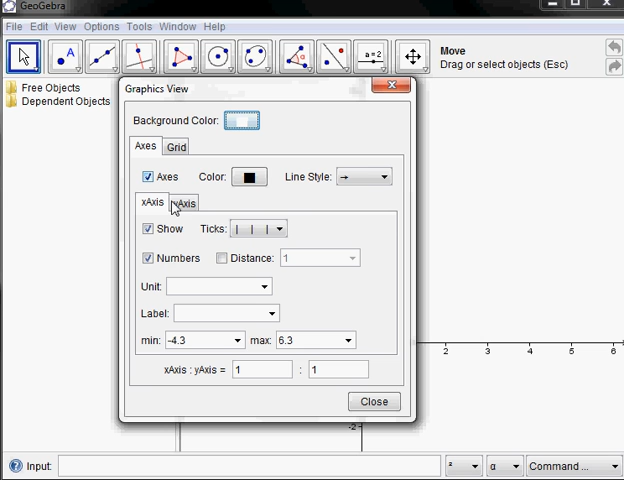 GeoGebra
File Edit View Options Tools Window Help
A
a = 2
Move
Drag or select objects (Esc)
Free Objects
Dependent Objects
Graphics View
Background Color:
Axes Grid
Axes Color: Line Style:
xAxis yAxis
Show Ticks:
Numbers Distance: 1
Unit:
Label:
min: -4.3 max: 6.3
xAxis : yAxis = 1 : 1
Close
2 3 4 5 6
-2
Input: ² α Command ...